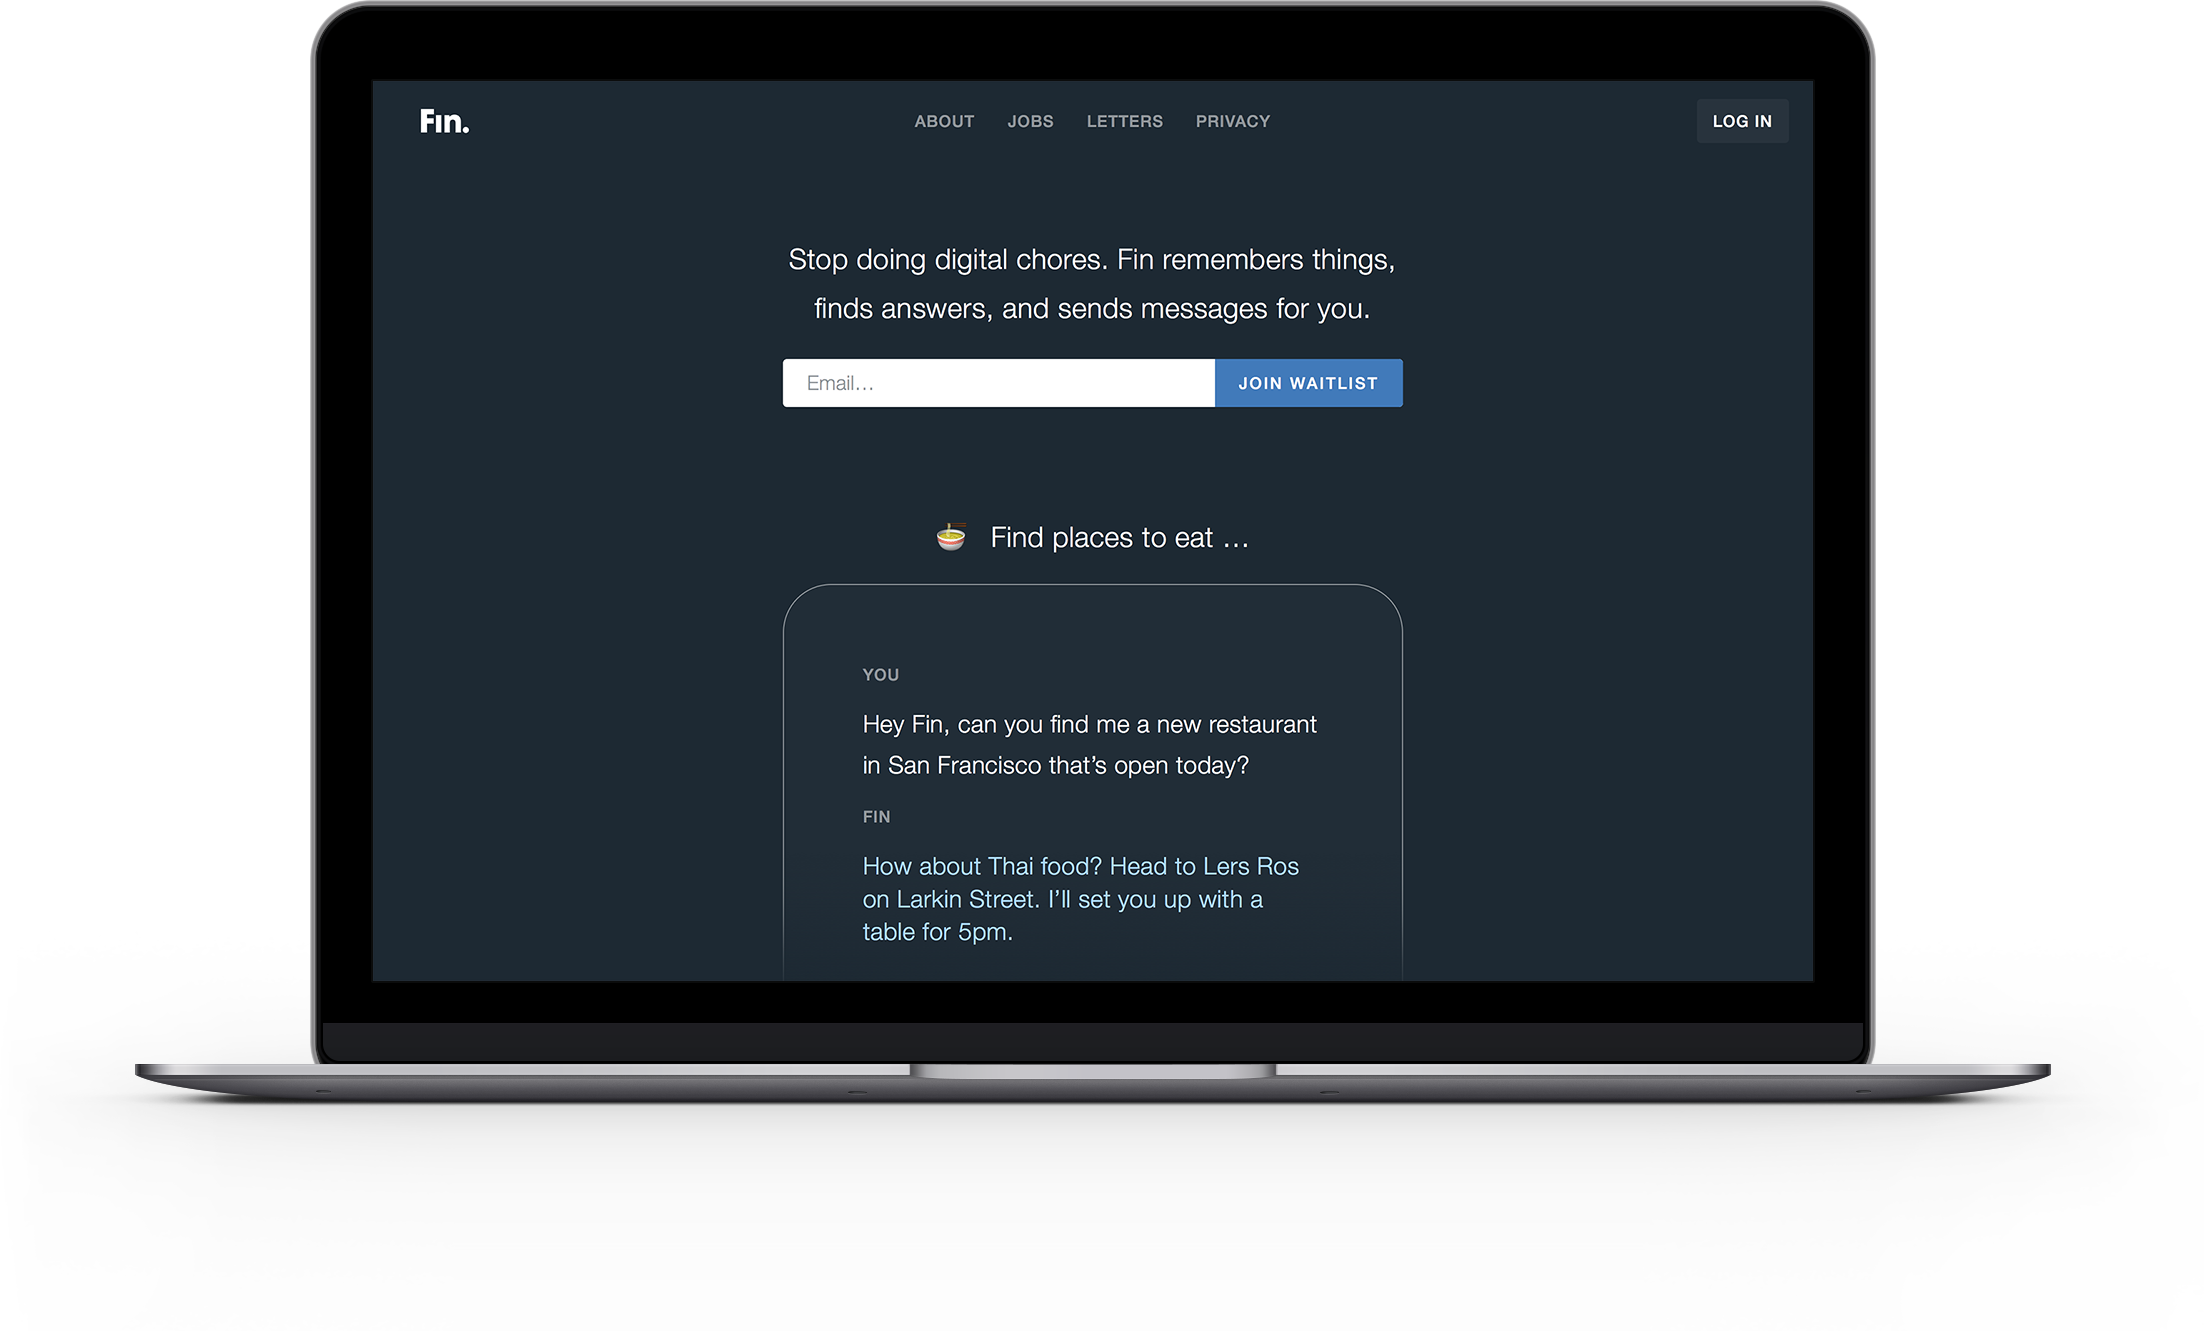 Fin.
ABOUT JOBS LETTERS PRIVACY
LOG IN
Stop doing digital chores. Fin remembers things,
finds answers, and sends messages for you.
Email…
JOIN WAITLIST
Find places to eat …
YOU
Hey Fin, can you find me a new restaurant
in San Francisco that’s open today?
FIN
How about Thai food? Head to Lers Ros
on Larkin Street. I’ll set you up with a
table for 5pm.